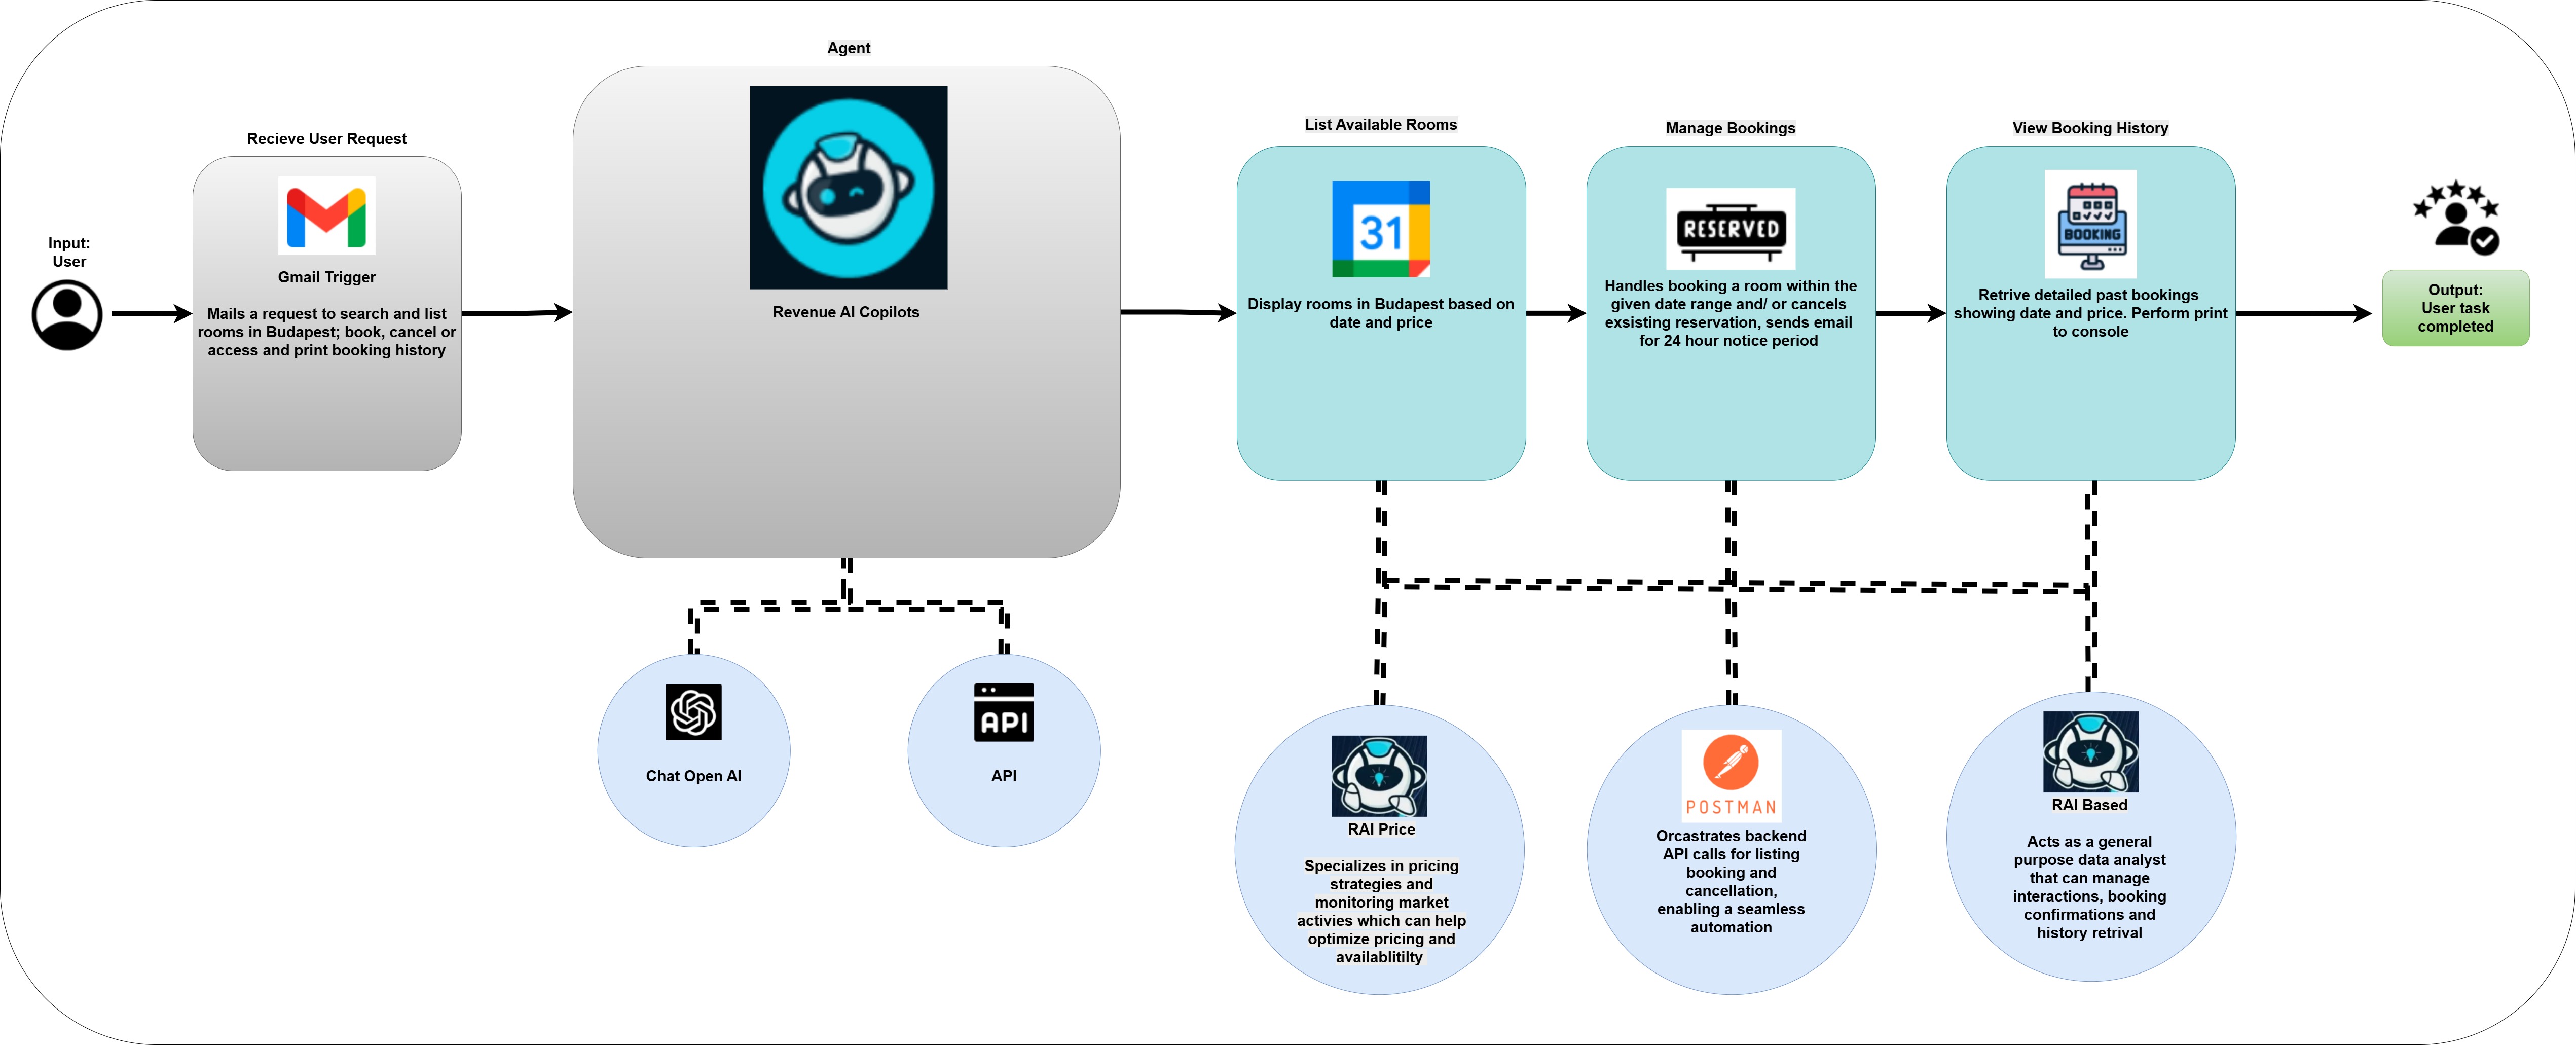 Input:
User
Recieve User Request
Gmail Trigger
Mails a request to search and list
rooms in Budapest; book, cancel or
access and print booking history
Agent
Revenue AI Copilots
Chat Open AI
API
API
List Available Rooms
31
Display rooms in Budapest based on
date and price
Manage Bookings
RESERVED
Handles booking a room within the
given date range and/ or cancels
exsisting reservation, sends email
for 24 hour notice period
View Booking History
BOOKING
Retrive detailed past bookings
showing date and price. Perform print
to console
Output:
User task
completed
RAI Price
Specializes in pricing
strategies and
monitoring market
activies which can help
optimize pricing and
availablitilty
POSTMAN
Orcastrates backend
API calls for listing
booking and
cancellation,
enabling a seamless
automation
RAI Based
Acts as a general
purpose data analyst
that can manage
interactions, booking
confirmations and
history retrival